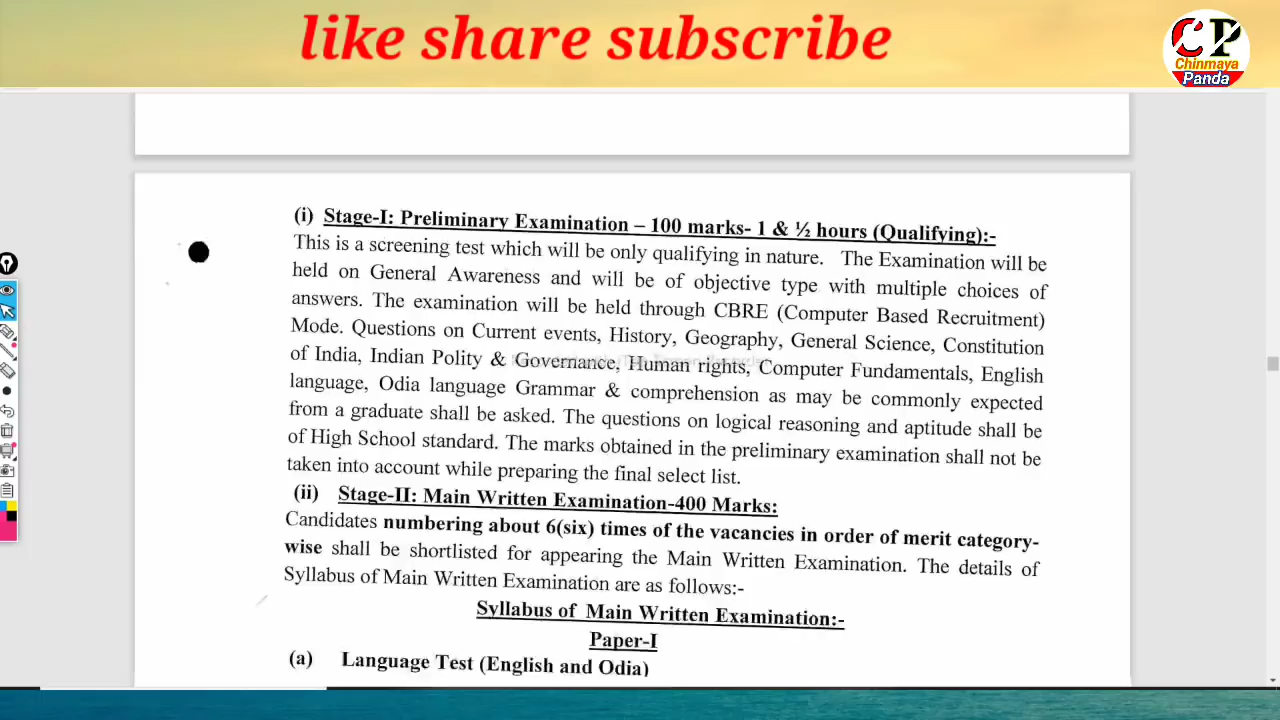 like share subscribe
CP
Chinmaya
Panda
(i) Stage-I: Preliminary Examination – 100 marks- 1 & ½ hours (Qualifying):-
This is a screening test which will be only qualifying in nature. The Examination will be
held on General Awareness and will be of objective type with multiple choices of
answers. The examination will be held through CBRE (Computer Based Recruitment)
Mode. Questions on Current events, History, Geography, General Science, Constitution
of India, Indian Polity & Governance, Human rights, Computer Fundamentals, English
language, Odia language Grammar & comprehension as may be commonly expected
from a graduate shall be asked. The questions on logical reasoning and aptitude shall be
of High School standard. The marks obtained in the preliminary examination shall not be
taken into account while preparing the final select list.
(ii) Stage-II: Main Written Examination-400 Marks:
Candidates numbering about 6(six) times of the vacancies in order of merit category-
wise shall be shortlisted for appearing the Main Written Examination. The details of
Syllabus of Main Written Examination are as follows:-
Syllabus of Main Written Examination:-
Paper-I
(a) Language Test (English and Odia)